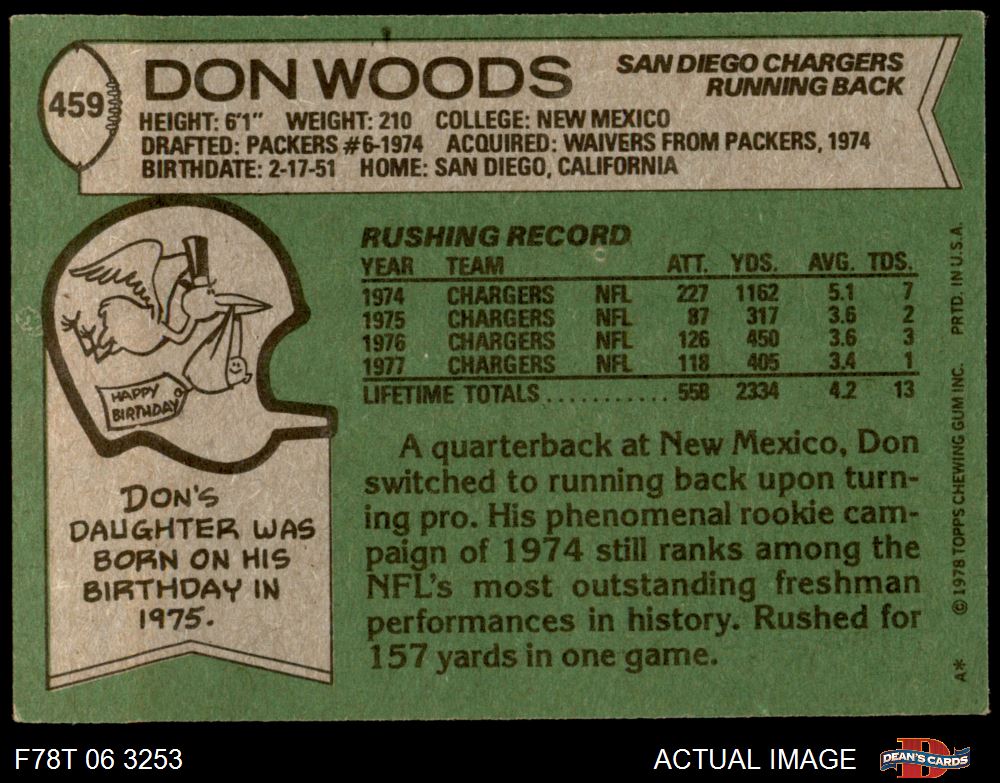 459
DON WOODS
SAN DIEGO CHARGERS
RUNNING BACK
HEIGHT: 6'1" WEIGHT: 210 COLLEGE: NEW MEXICO
DRAFTED: PACKERS #6-1974 ACQUIRED: WAIVERS FROM PACKERS, 1974
BIRTHDATE: 2-17-51 HOME: SAN DIEGO, CALIFORNIA
HAPPY
BIRTHDAY
DON'S
DAUGHTER WAS
BORN ON HIS
BIRTHDAY IN
1975.
RUSHING RECORD
YEAR TEAM ATT. YDS. AVG. TDS.
1974 CHARGERS NFL 227 1162 5.1 7
1975 CHARGERS NFL 87 317 3.6 2
1976 CHARGERS NFL 126 450 3.6 3
1977 CHARGERS NFL 118 405 3.4 1
LIFETIME TOTALS........... 558 2334 4.2 13
A quarterback at New Mexico, Don
switched to running back upon turn-
ing pro. His phenomenal rookie cam-
paign of 1974 still ranks among the
NFL's most outstanding freshman
performances in history. Rushed for
157 yards in one game.
A* © 1978 TOPPS CHEWING GUM INC. PRTD. IN U.S.A.
F78T 06 3253
ACTUAL IMAGE
DEAN'S CARDS